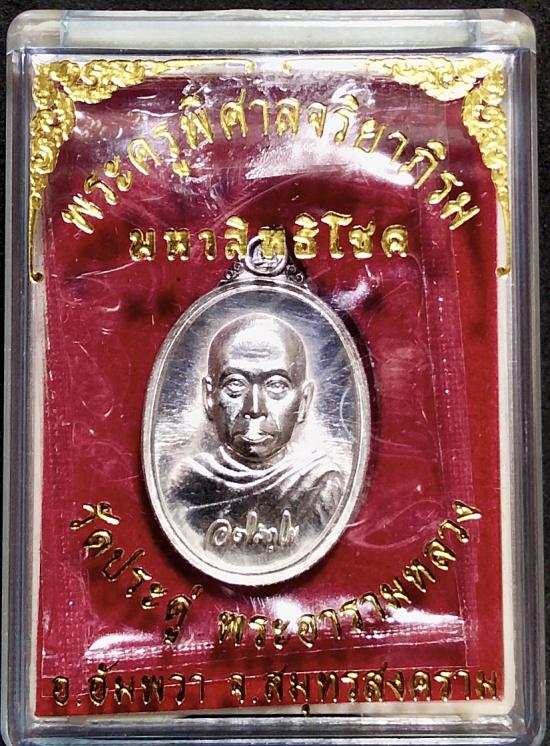 พระครูพิศาลจริยาภิรม
มหาสิทธิโชค
วัดประดู่ พระอารามหลวง
อ.อัมพวา จ.สมุทรสงคราม